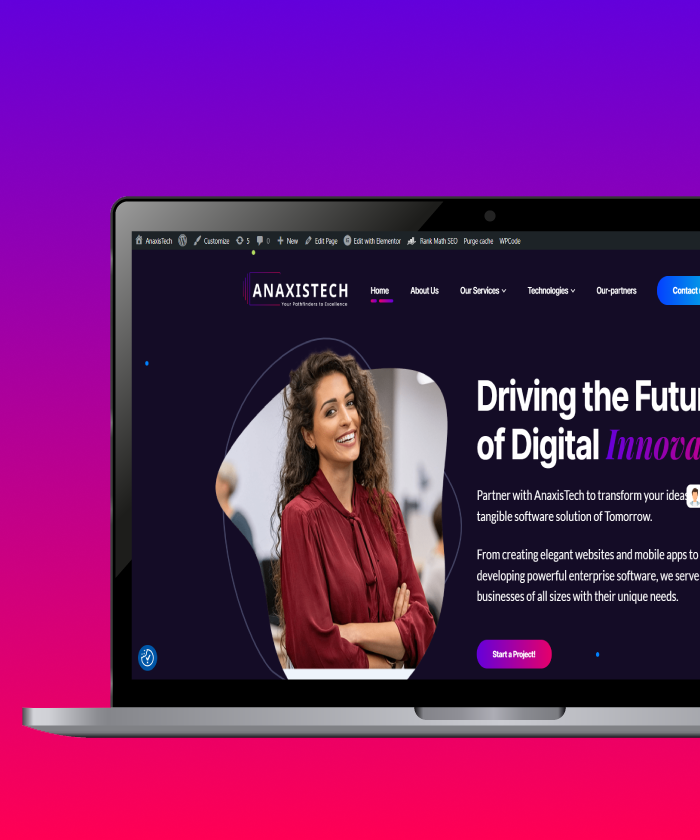 AnaxisTech Customize 5 0 New Edit Page Edit with Elementor Rank Math SEO Purge cache WPCode
ANAXISTECH
Your Pathfinders to Excellence
Home About Us Our Services Technologies Our-partners Contact
Driving the Futur
of Digital Innova
Partner with AnaxisTech to transform your ideas
tangible software solution of Tomorrow.
From creating elegant websites and mobile apps to
developing powerful enterprise software, we serve
businesses of all sizes with their unique needs.
Start a Project!